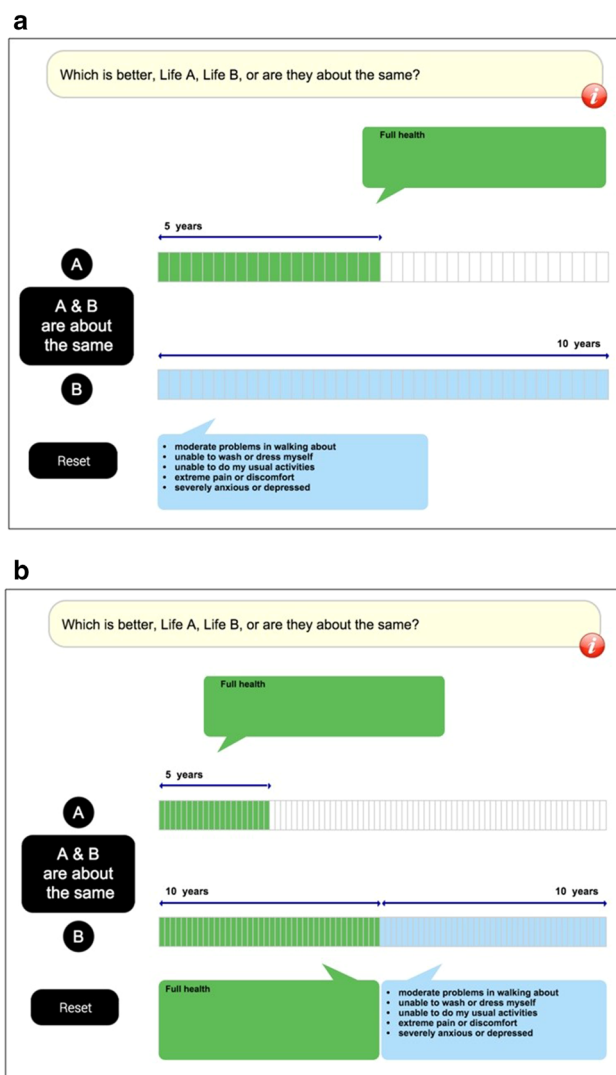 a
Which is better, Life A, Life B, or are they about the same?
i
Full health
5 years
A
A & B
are about
the same
10 years
B
• moderate problems in walking about
• unable to wash or dress myself
• unable to do my usual activities
• extreme pain or discomfort
• severely anxious or depressed
Reset
b
Which is better, Life A, Life B, or are they about the same?
i
Full health
5 years
A
A & B
are about
the same
10 years
10 years
B
Full health
• moderate problems in walking about
• unable to wash or dress myself
• unable to do my usual activities
• extreme pain or discomfort
• severely anxious or depressed
Reset